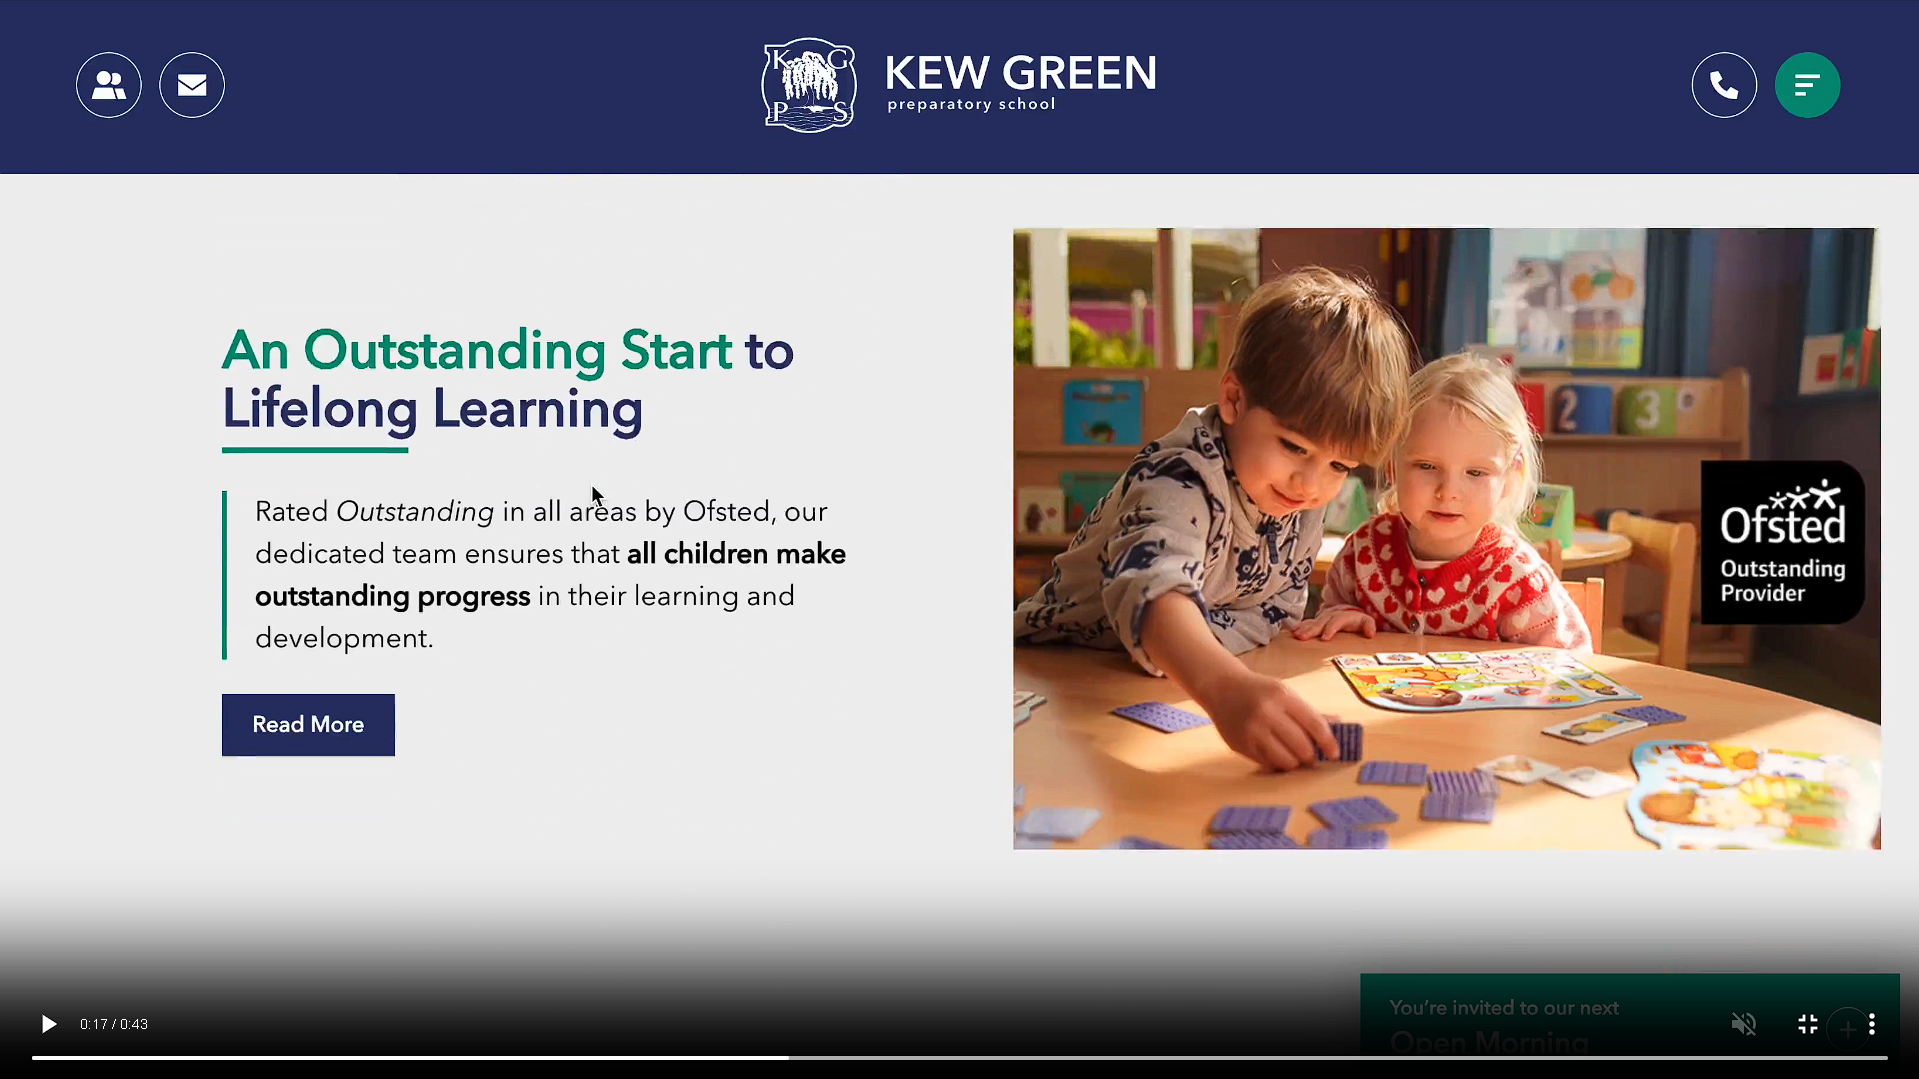 K G
P S
KEW GREEN
preparatory school
An Outstanding Start to
Lifelong Learning
Rated Outstanding in all areas by Ofsted, our
dedicated team ensures that all children make
outstanding progress in their learning and
development.
Read More
2 3
Ofsted
Outstanding
Provider
You're invited to our next
Open Morning
0:17 / 0:43